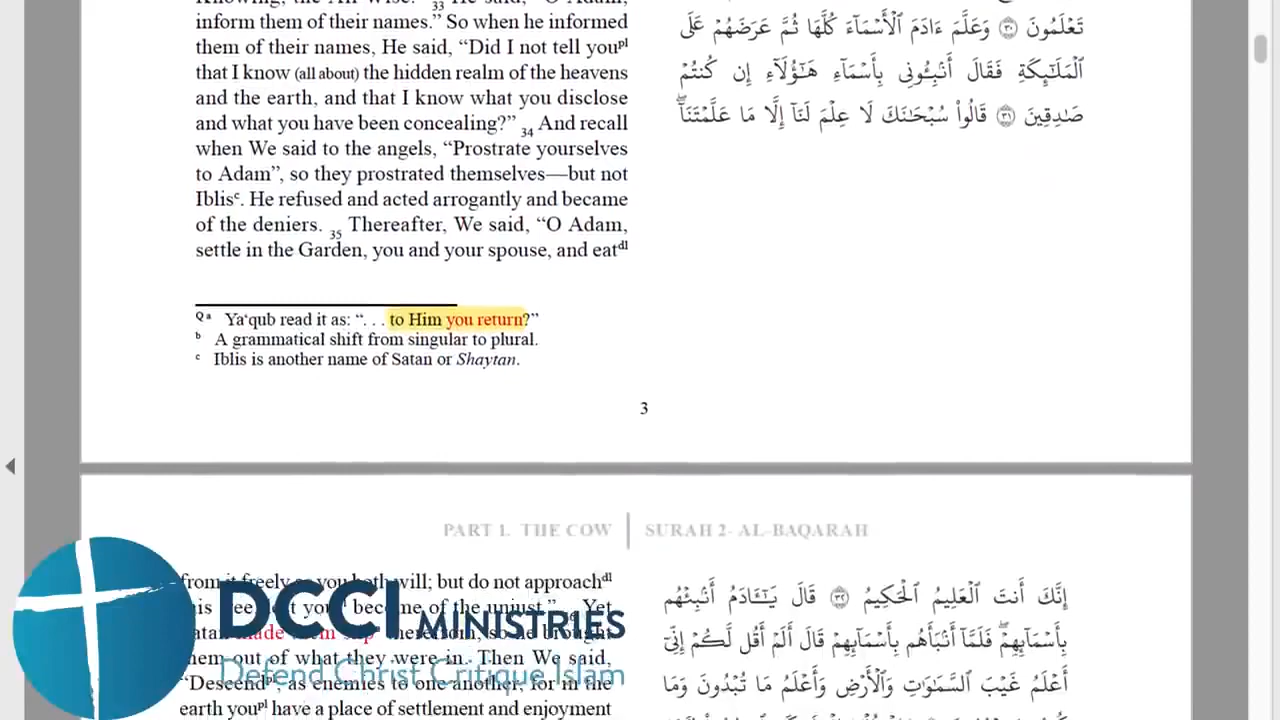 Knowing, the All-Wise." 33 He said, "O Adam,
inform them of their names." So when he informed
them of their names, He said, "Did I not tell youᵖˡ
that I know (all about) the hidden realm of the heavens
and the earth, and that I know what you disclose
and what you have been concealing?" 34 And recall
when We said to the angels, "Prostrate yourselves
to Adam", so they prostrated themselves—but not
Iblisᶜ. He refused and acted arrogantly and became
of the deniers. 35 Thereafter, We said, "O Adam,
settle in the Garden, you and your spouse, and eatᵈˡ
تَعْلَمُونَ ٣٠ وَعَلَّمَ ءَادَمَ ٱلْأَسْمَآءَ كُلَّهَا ثُمَّ عَرَضَهُمْ عَلَى
ٱلْمَلَٰٓئِكَةِ فَقَالَ أَنۢبِـُٔونِى بِأَسْمَآءِ هَٰٓؤُلَآءِ إِن كُنتُمْ
صَٰدِقِينَ ٣١ قَالُوا۟ سُبْحَٰنَكَ لَا عِلْمَ لَنَآ إِلَّا مَا عَلَّمْتَنَآ ۖ
Qa Ya'qub read it as: ". . . to Him you return?"
b A grammatical shift from singular to plural.
c Iblis is another name of Satan or Shaytan.
3
PART 1. THE COW | SURAH 2- AL-BAQARAH
from it freely as you both will; but do not approachᵈˡ
become of the unjust." Yet
made them slip therefrom, so he brought
them out of what they were in. Then We said,
"Descendᵖˡ, as enemies to one another, for in the
earth youᵖˡ have a place of settlement and enjoyment
إِنَّكَ أَنتَ ٱلْعَلِيمُ ٱلْحَكِيمُ ٣٢ قَالَ يَٰٓـَٔادَمُ أَنۢبِئْهُم
بِأَسْمَآئِهِمْ ۖ فَلَمَّآ أَنۢبَأَهُم بِأَسْمَآئِهِمْ قَالَ أَلَمْ أَقُل لَّكُمْ إِنِّىٓ
أَعْلَمُ غَيْبَ ٱلسَّمَٰوَٰتِ وَٱلْأَرْضِ وَأَعْلَمُ مَا تُبْدُونَ وَمَا
DCCI MINISTRIES
Defend Christ Critique Islam